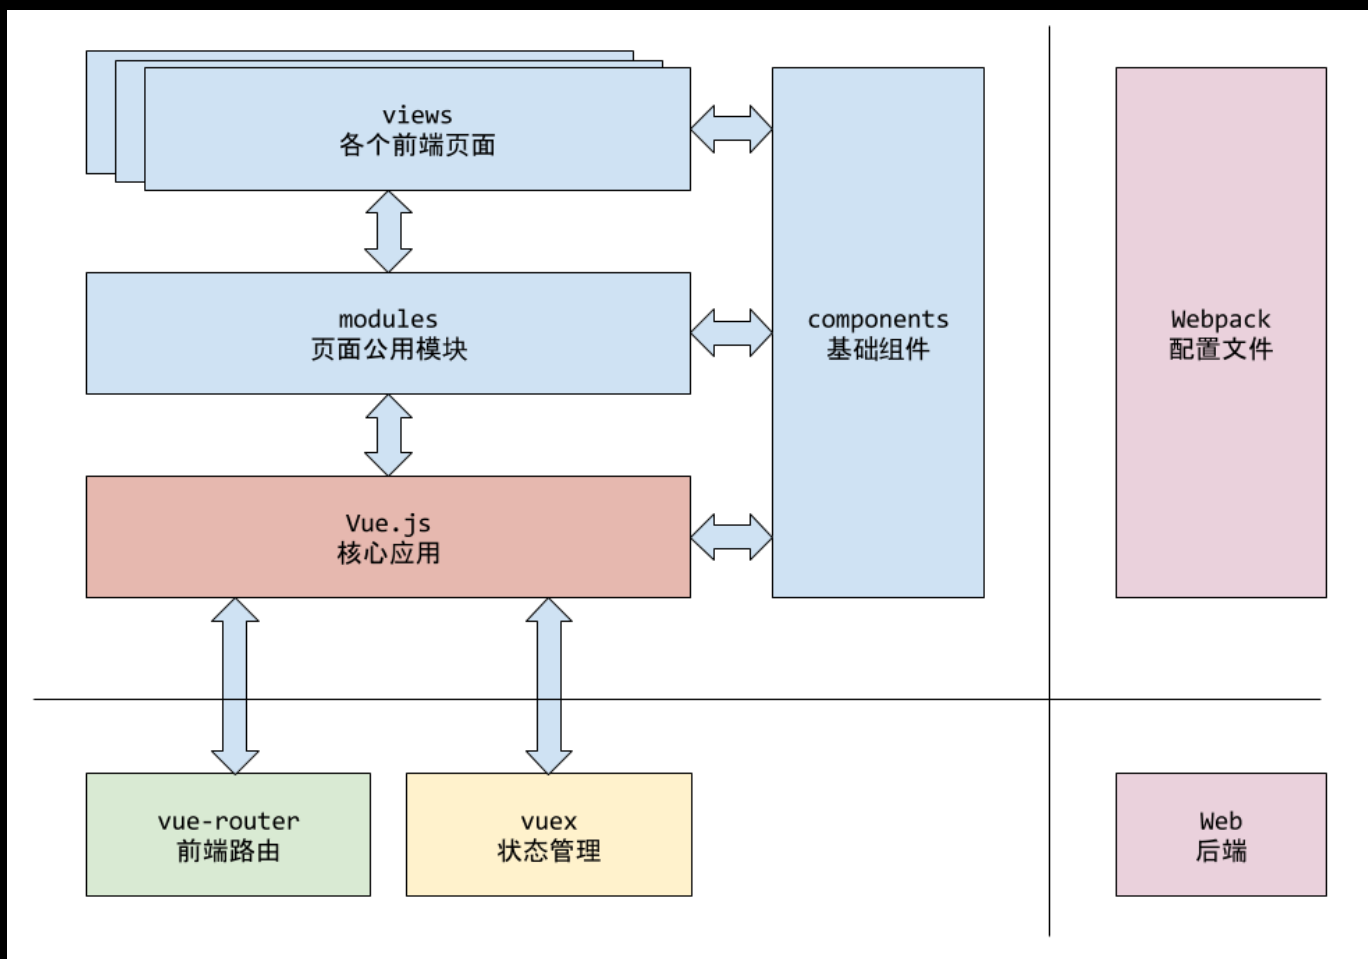 views
各个前端页面
modules
页面公用模块
components
基础组件
Webpack
配置文件
Vue.js
核心应用
vue-router
前端路由
vuex
状态管理
Web
后端